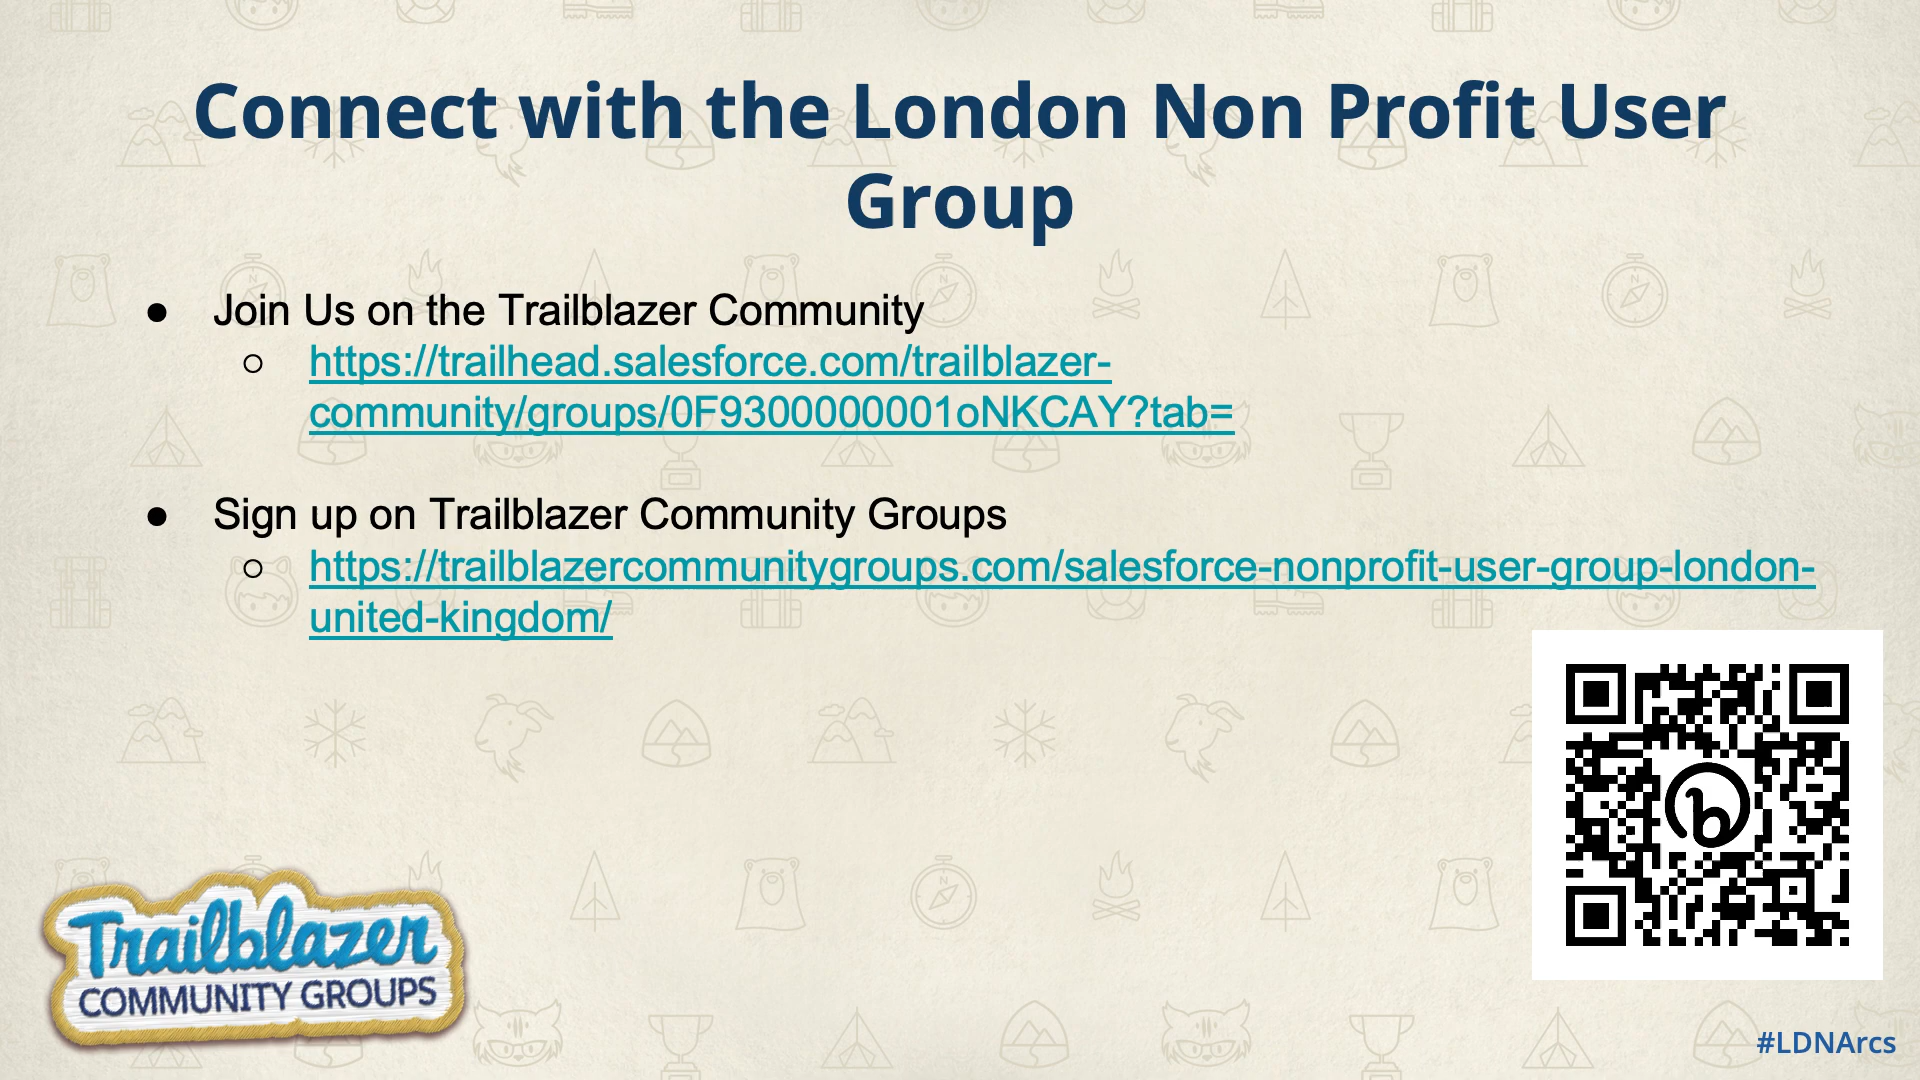 Connect with the London Non Profit User
Group
● Join Us on the Trailblazer Community
○ https://trailhead.salesforce.com/trailblazer-
community/groups/0F9300000001oNKCAY?tab=
● Sign up on Trailblazer Community Groups
○ https://trailblazercommunitygroups.com/salesforce-nonprofit-user-group-london-
united-kingdom/
Trailblazer
COMMUNITY GROUPS
b
#LDNArcs